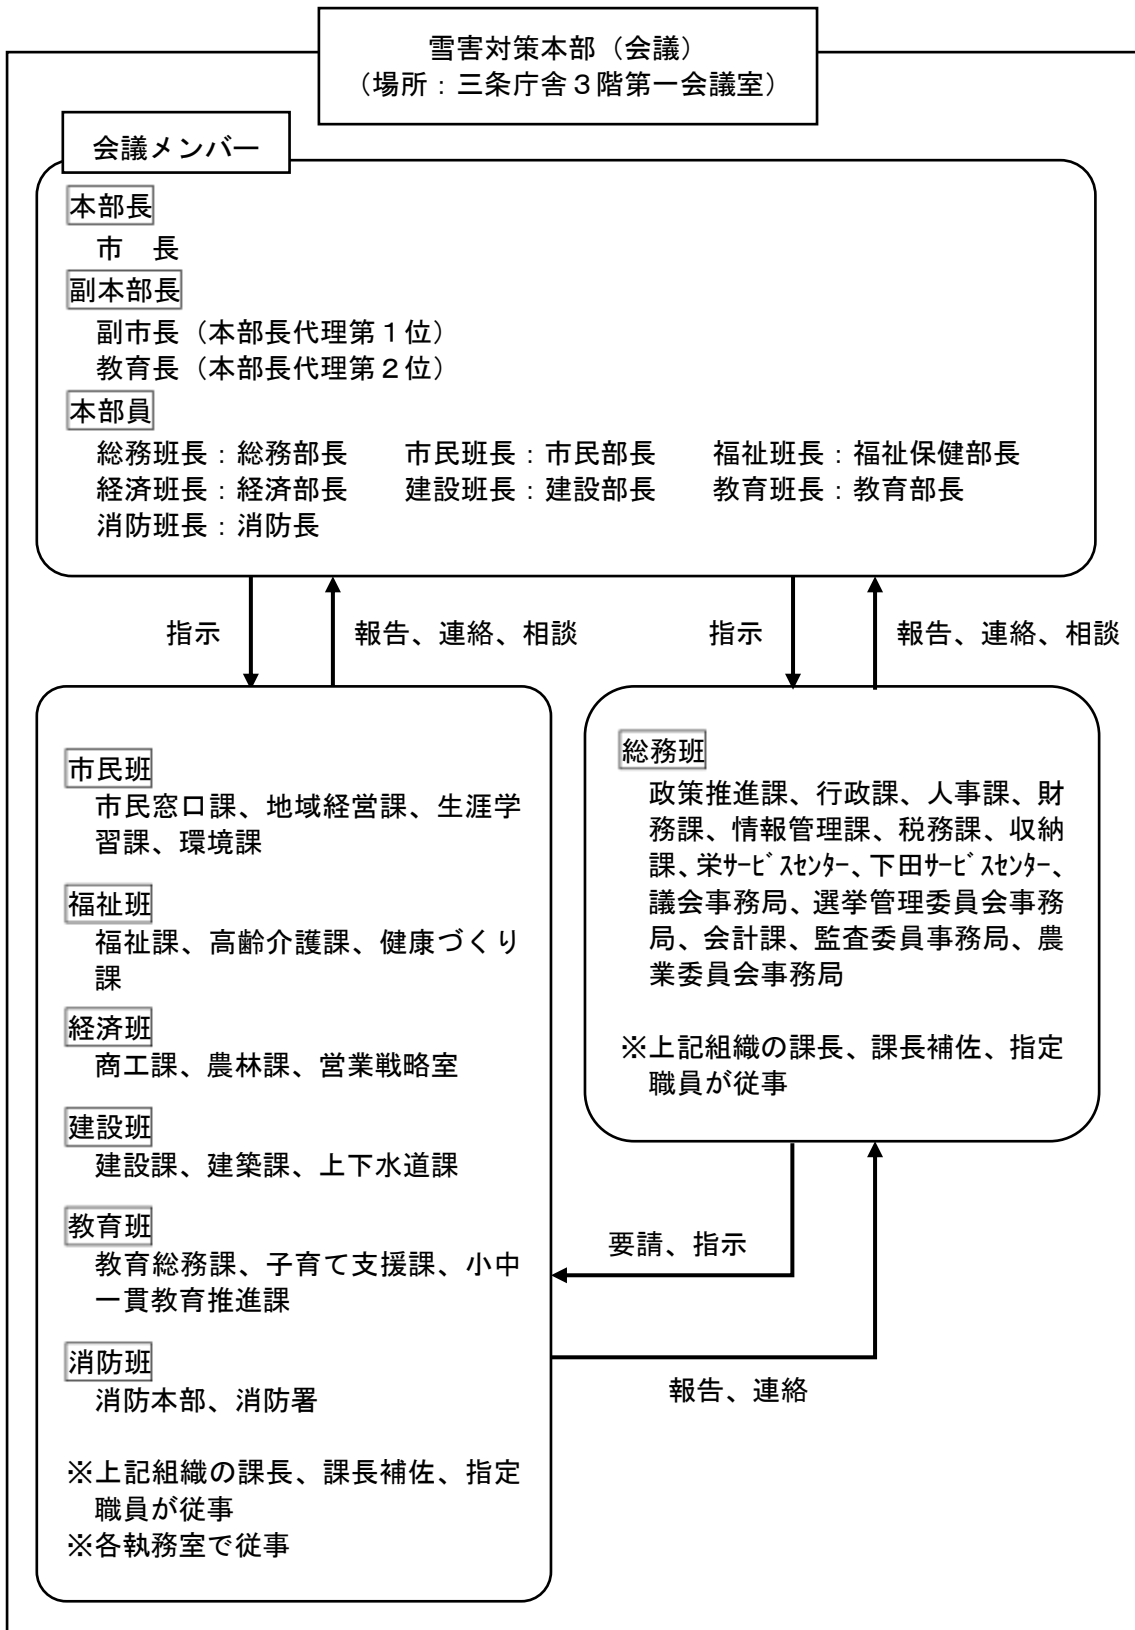 雪害対策本部（会議）
（場所：三条庁舎３階第一会議室）
会議メンバー
本部長
市　長
副本部長
副市長（本部長代理第１位）
教育長（本部長代理第２位）
本部員
総務班長：総務部長　　市民班長：市民部長　　福祉班長：福祉保健部長
経済班長：経済部長　　建設班長：建設部長　　教育班長：教育部長
消防班長：消防長
指示　　報告、連絡、相談　　指示　　報告、連絡、相談
市民班
市民窓口課、地域経営課、生涯学
習課、環境課
福祉班
福祉課、高齢介護課、健康づくり
課
経済班
商工課、農林課、営業戦略室
建設班
建設課、建築課、上下水道課
教育班
教育総務課、子育て支援課、小中
一貫教育推進課
消防班
消防本部、消防署
※上記組織の課長、課長補佐、指定
職員が従事
※各執務室で従事
総務班
政策推進課、行政課、人事課、財
務課、情報管理課、税務課、収納
課、栄ｻｰﾋﾞｽｾﾝﾀｰ、下田ｻｰﾋﾞｽｾﾝﾀｰ、
議会事務局、選挙管理委員会事務
局、会計課、監査委員事務局、農
業委員会事務局
※上記組織の課長、課長補佐、指定
職員が従事
要請、指示
報告、連絡